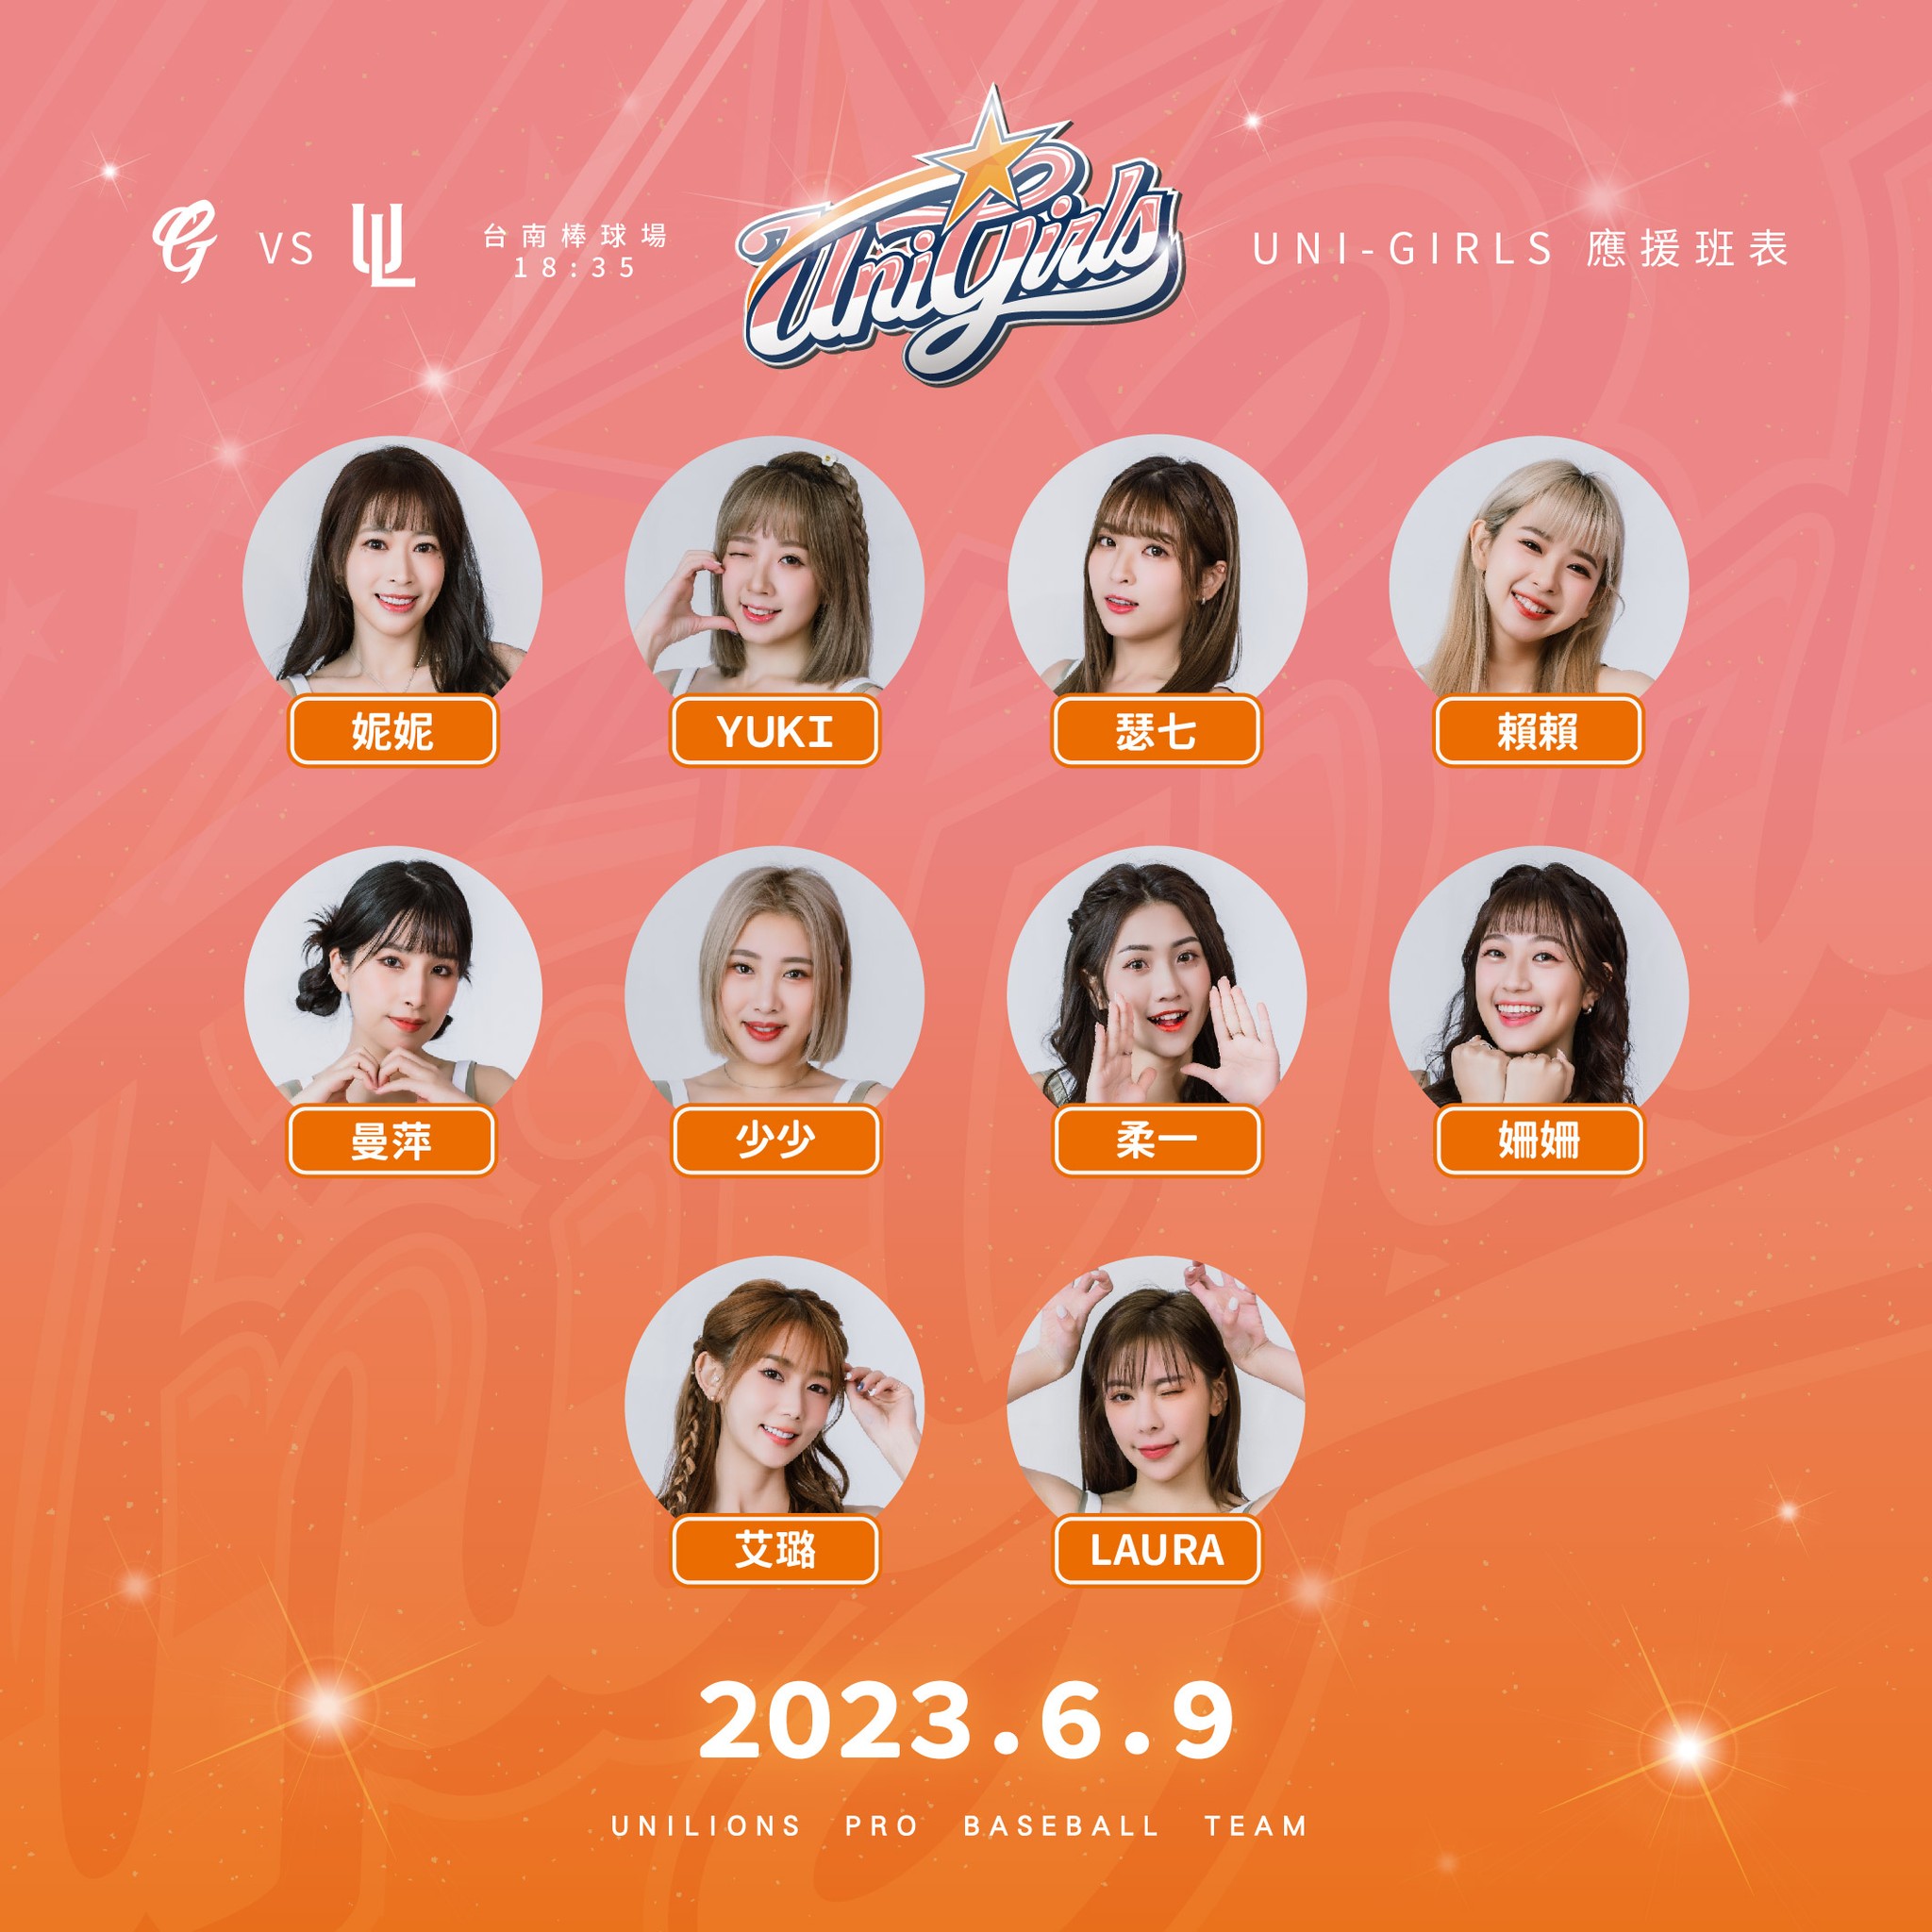 G VS UL
台南棒球場
18:35
UniGirls
UNI-GIRLS 應援班表
妮妮
YUKI
瑟七
賴賴
曼萍
少少
柔一
姍姍
艾璐
LAURA
2023.6.9
UNILIONS PRO BASEBALL TEAM